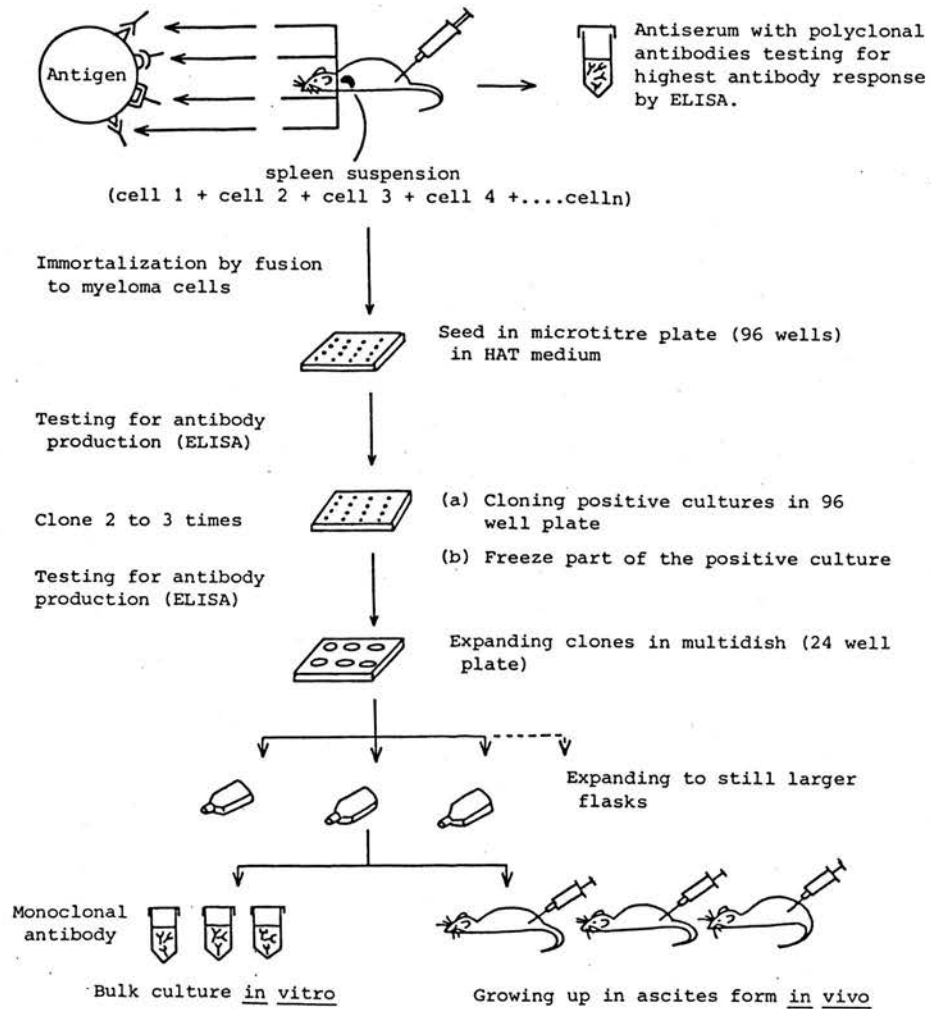 Antigen
Antiserum with polyclonal
antibodies testing for
highest antibody response
by ELISA.
spleen suspension
(cell 1 + cell 2 + cell 3 + cell 4 +....celln)
Immortalization by fusion
to myeloma cells
Seed in microtitre plate (96 wells)
in HAT medium
Testing for antibody
production (ELISA)
Clone 2 to 3 times
(a) Cloning positive cultures in 96
well plate
(b) Freeze part of the positive culture
Testing for antibody
production (ELISA)
Expanding clones in multidish (24 well
plate)
Expanding to still larger
flasks
Monoclonal
antibody
Bulk culture in vitro
Growing up in ascites form in vivo